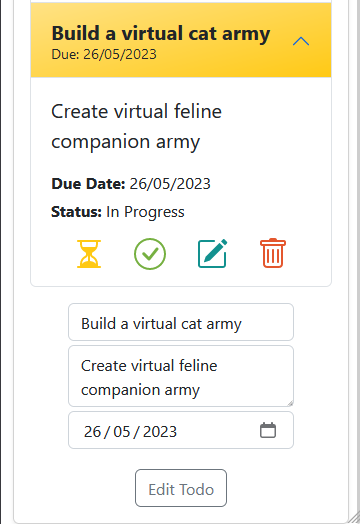 Build a virtual cat army
Due: 26/05/2023
Create virtual feline
companion army
Due Date: 26/05/2023
Status: In Progress
Build a virtual cat army
Create virtual feline
companion army
26/05/2023
Edit Todo